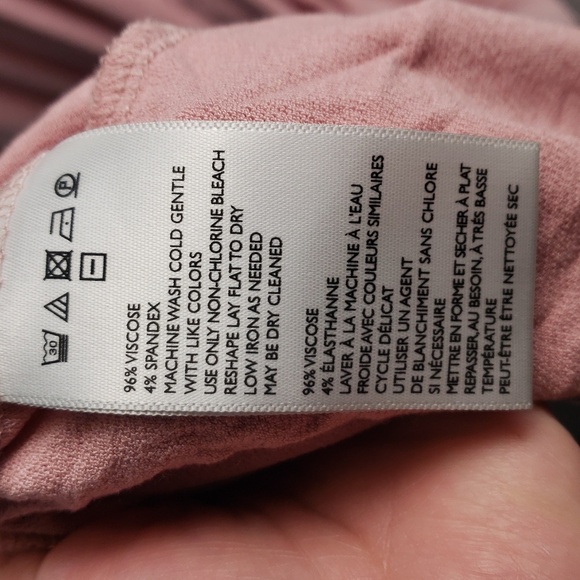 30
P
96% VISCOSE
4% SPANDEX
MACHINE WASH COLD GENTLE
WITH LIKE COLORS
USE ONLY NON-CHLORINE BLEACH
RESHAPE LAY FLAT TO DRY
LOW IRON AS NEEDED
MAY BE DRY CLEANED
96% VISCOSE
4% ÉLASTHANNE
LAVER À LA MACHINE À L'EAU
FROIDE AVEC COULEURS SIMILAIRES
CYCLE DÉLICAT
UTILISER UN AGENT
DE BLANCHIMENT SANS CHLORE
SI NÉCESSAIRE
METTRE EN FORME ET SECHER À PLAT
REPASSER, AU BESOIN, À TRÈS BASSE
TEMPÉRATURE
PEUT-ÊTRE ÊTRE NETTOYÉE SEC